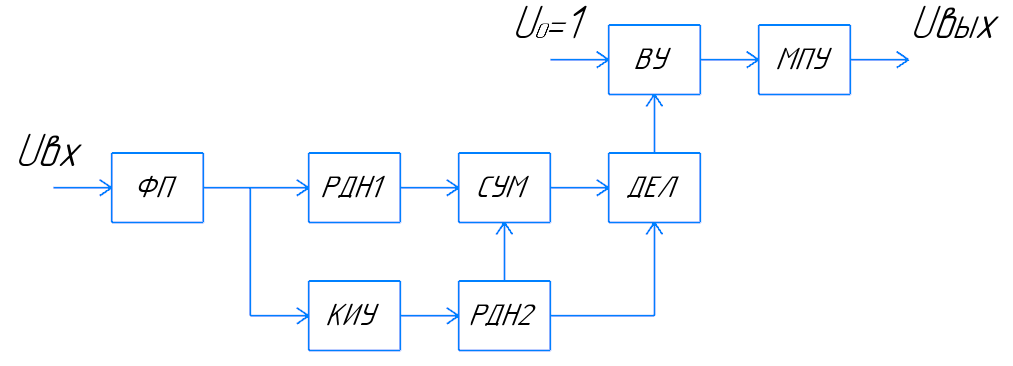 U₀=1
ВУ
МПУ
Uвых
Uвх
ФП
РДН1
СУМ
ДЕЛ
КИУ
РДН2